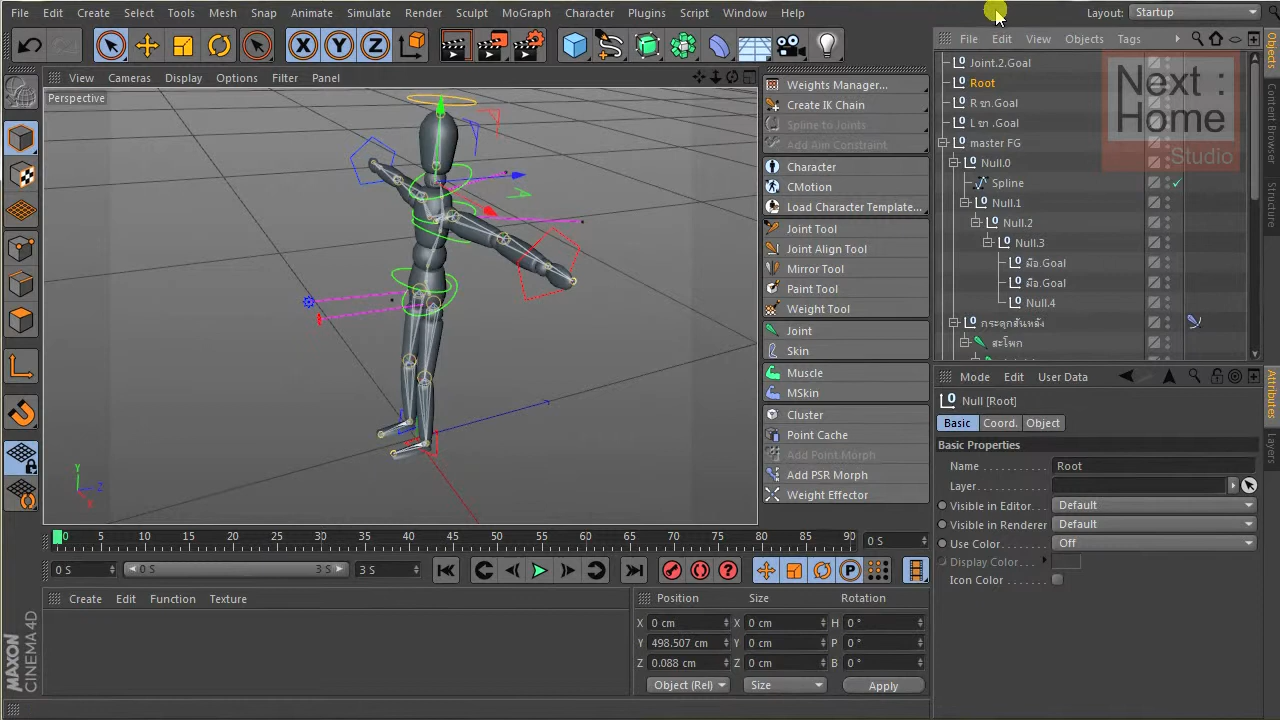 File Edit Create Select Tools Mesh Snap Animate Simulate Render Sculpt MoGraph Character Plugins Script Window Help Layout: Startup
View Cameras Display Options Filter Panel
Perspective
Weights Manager...
Create IK Chain
Spline to Joints
Add Aim Constraint
Character
CMotion
Load Character Template...
Joint Tool
Joint Align Tool
Mirror Tool
Paint Tool
Weight Tool
Joint
Skin
Muscle
MSkin
Cluster
Point Cache
Add Point Morph
Add PSR Morph
Weight Effector
File Edit View Objects Tags
Joint.2.Goal
Root
R ขา.Goal
L ขา .Goal
master FG
Null.0
Spline
Null.1
Null.2
Null.3
มือ.Goal
มือ.Goal
Null.4
กระดูกสันหลัง
สะโพก
Next :
Home
Studio
Objects
Content Browser
Structure
Mode Edit User Data
Null [Root]
Basic Coord. Object
Basic Properties
Name Root
Layer
Visible in Editor Default
Visible in Renderer Default
Use Color Off
Display Color
Icon Color
Attributes
Layers
Y
Z
X
0 5 10 15 20 25 30 35 40 45 50 55 60 65 70 75 80 85 90 0 S
0 S 0 S 3 S 3 S
Create Edit Function Texture
Position Size Rotation
X 0 cm X 0 cm H 0 °
Y 498.507 cm Y 0 cm P 0 °
Z 0.088 cm Z 0 cm B 0 °
Object (Rel) Size Apply
MAXON
CINEMA 4D